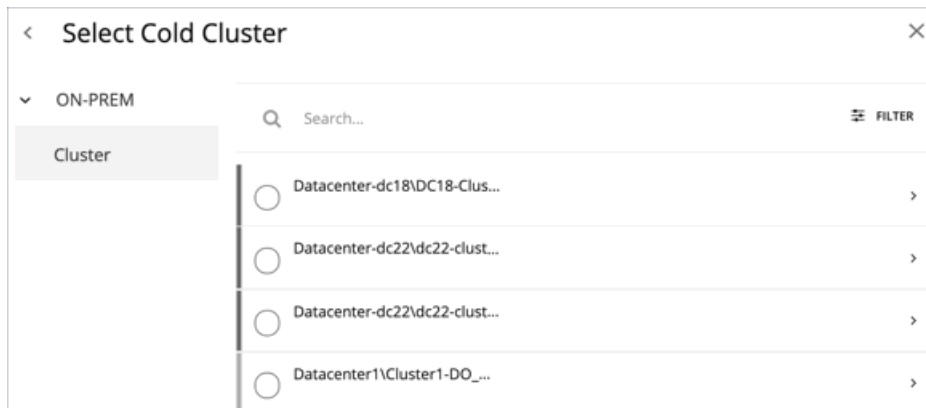 Select Cold Cluster
ON-PREM
Cluster
Search...
FILTER
Datacenter-dc18\DC18-Clus...
Datacenter-dc22\dc22-clust...
Datacenter-dc22\dc22-clust...
Datacenter1\Cluster1-DO_...